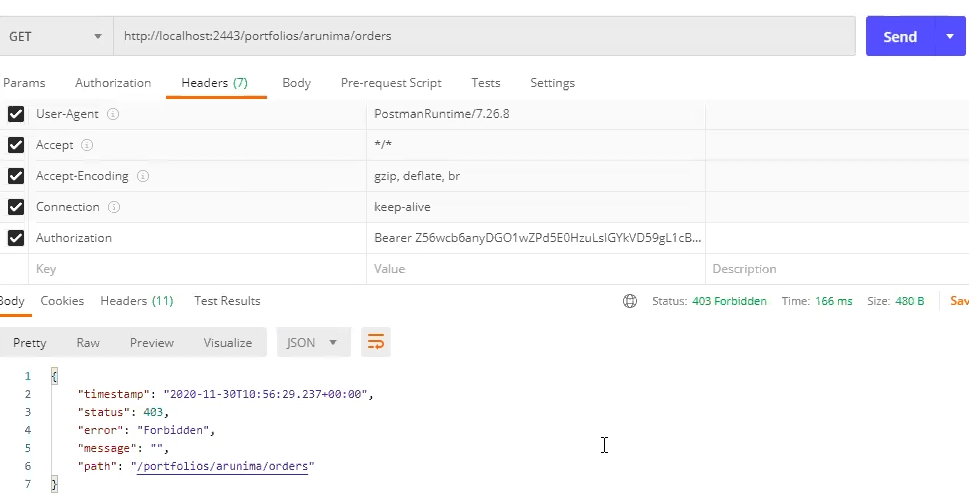 GET http://localhost:2443/portfolios/arunima/orders Send
Params Authorization Headers (7) Body Pre-request Script Tests Settings
User-Agent PostmanRuntime/7.26.8
Accept */*
Accept-Encoding gzip, deflate, br
Connection keep-alive
Authorization Bearer Z56wcb6anyDGO1wZPd5E0HzuLsIGYkVD59gL1cB...
Key Value Description
Body Cookies Headers (11) Test Results Status: 403 Forbidden Time: 166 ms Size: 480 B Sav
Pretty Raw Preview Visualize JSON
1 {
2 "timestamp": "2020-11-30T10:56:29.237+00:00",
3 "status": 403,
4 "error": "Forbidden",
5 "message": "",
6 "path": "/portfolios/arunima/orders"
7 }